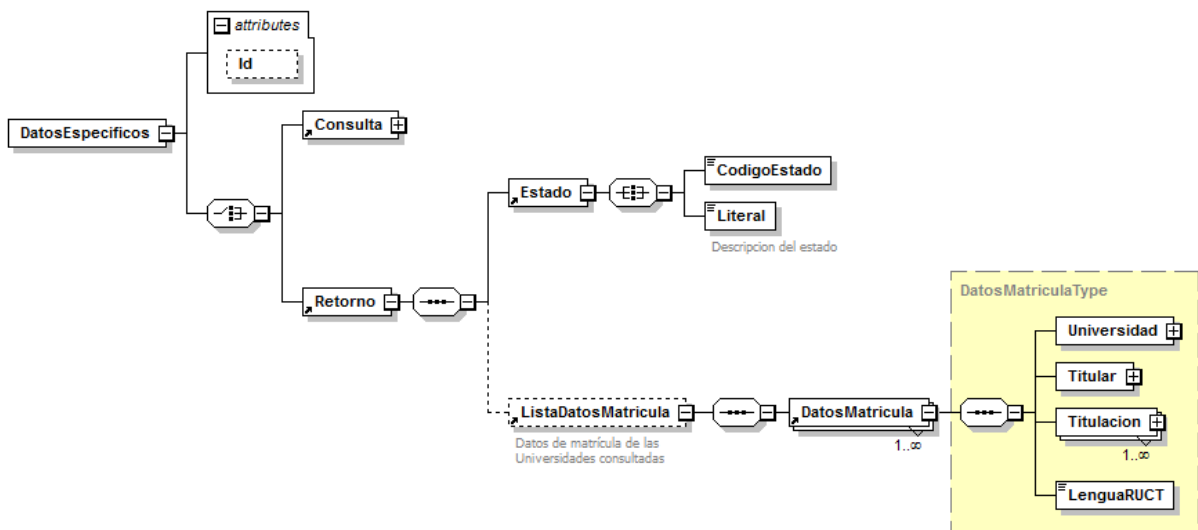 attributes
Id
DatosEspecificos
Consulta
Estado
CodigoEstado
Literal
Descripcion del estado
Retorno
DatosMatriculaType
Universidad
Titular
ListaDatosMatricula
DatosMatricula
Titulacion
Datos de matrícula de las
Universidades consultadas
1..∞
1..∞
LenguaRUCT